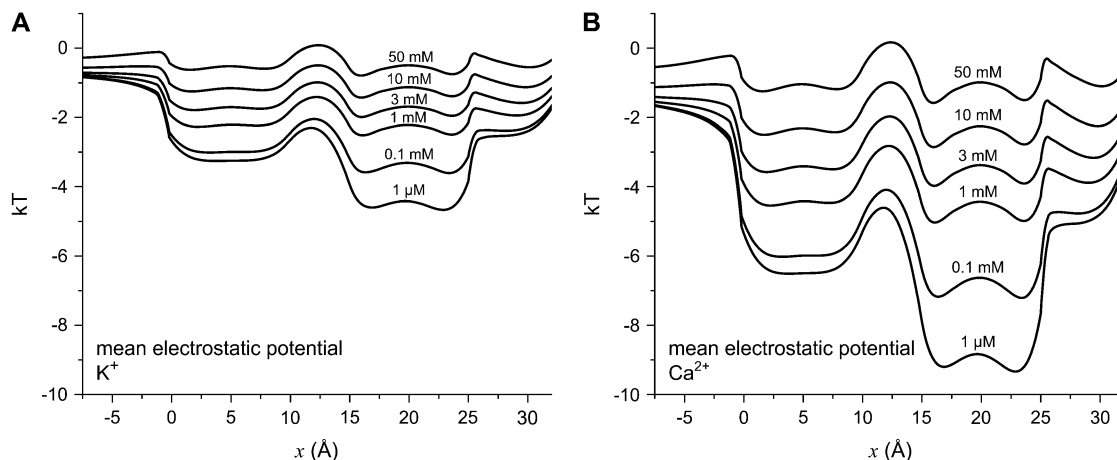 A
0
-2
-4
-6
-8
-10
kT
50 mM
10 mM
3 mM
1 mM
0.1 mM
1 µM
mean electrostatic potential
K⁺
-5 0 5 10 15 20 25 30
x (Å)
B
0
-2
-4
-6
-8
-10
kT
50 mM
10 mM
3 mM
1 mM
0.1 mM
1 µM
mean electrostatic potential
Ca²⁺
-5 0 5 10 15 20 25 30
x (Å)